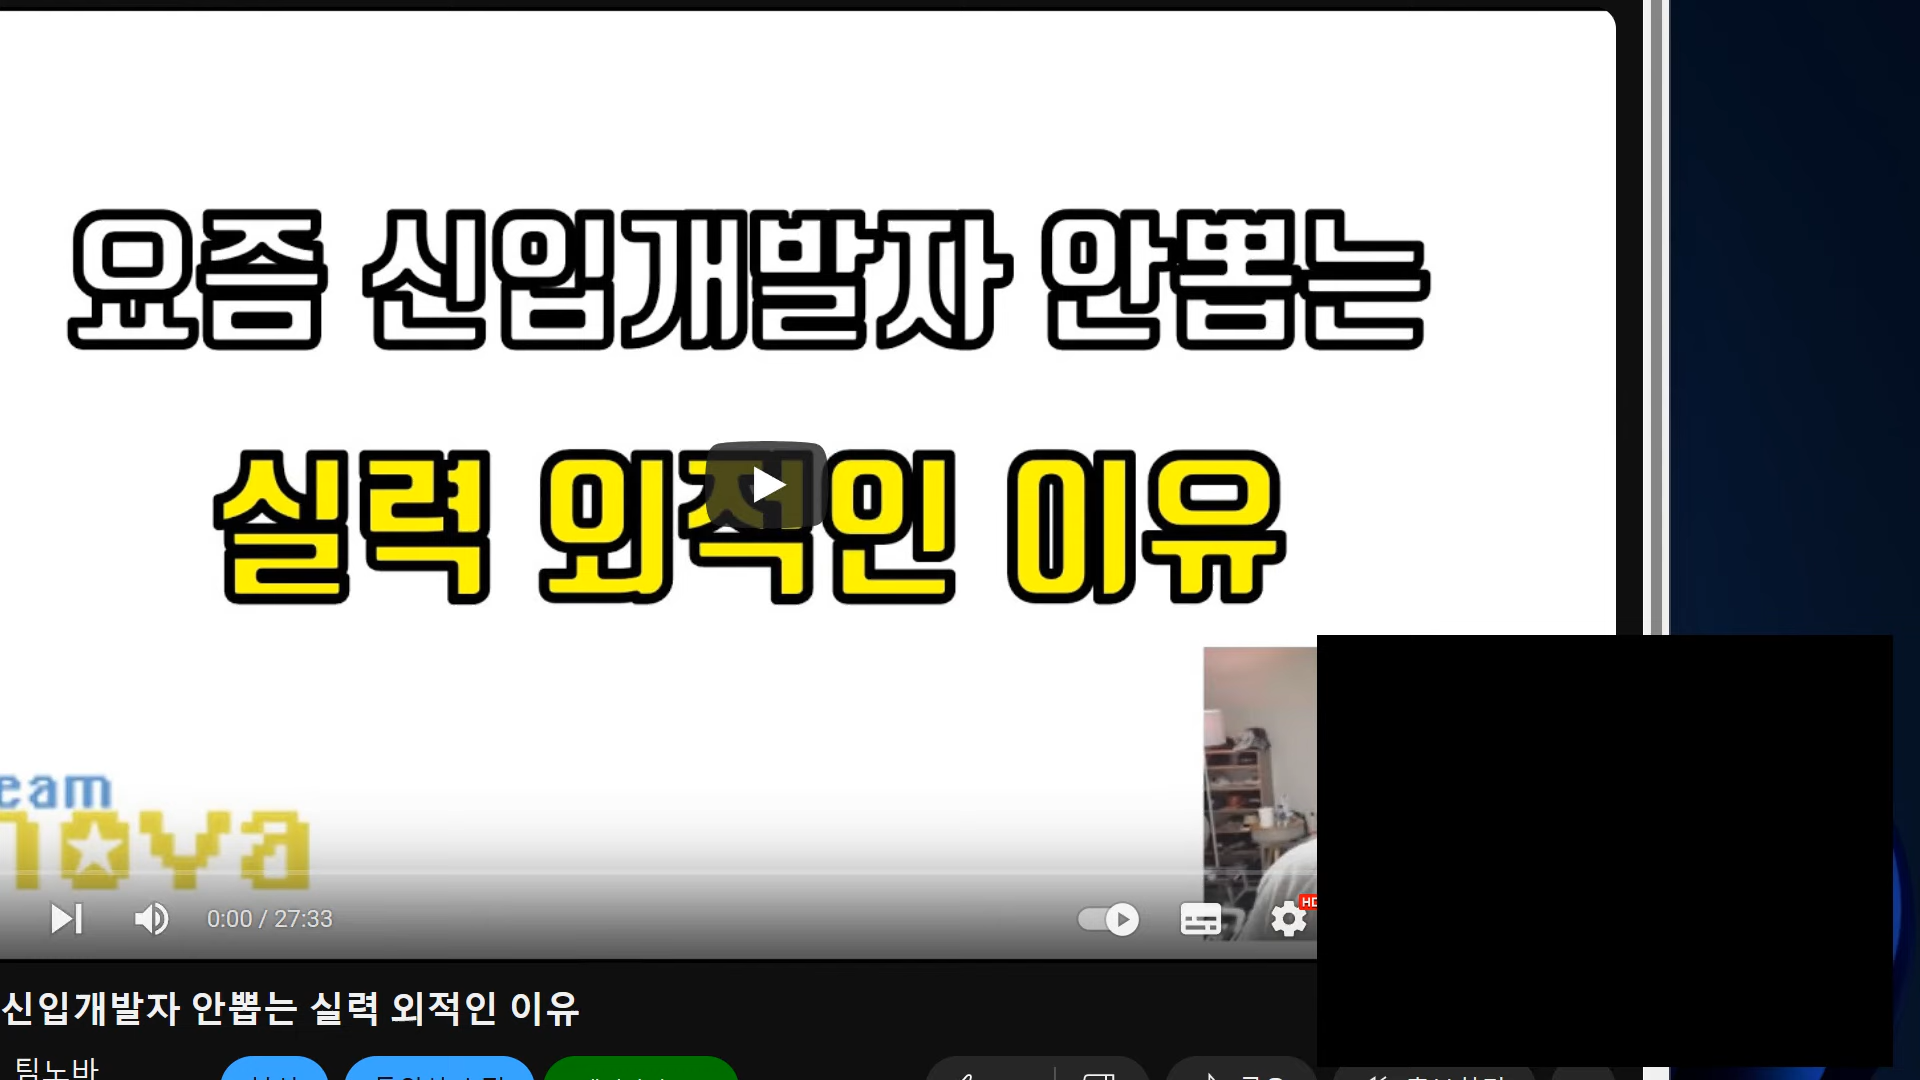 요즘 신입개발자 안뽑는
실력 외적인 이유
eam
nova
0:00 / 27:33
HD
신입개발자 안뽑는 실력 외적인 이유
팀노바